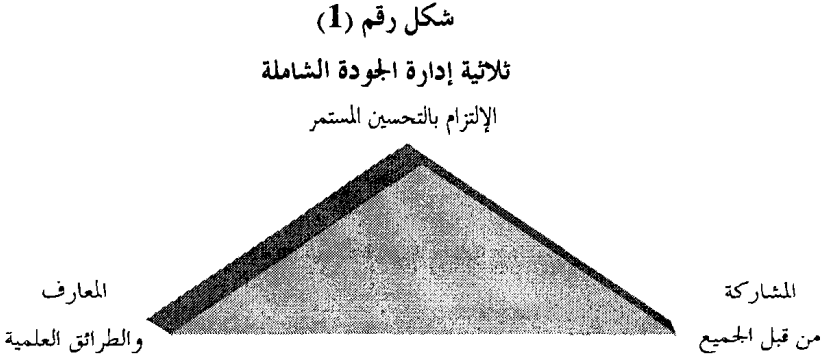 شكل رقم (1)
ثلاثية إدارة الجودة الشاملة
الإلتزام بالتحسين المستمر
المشاركة
من قبل الجميع
المعارف
والطرائق العلمية